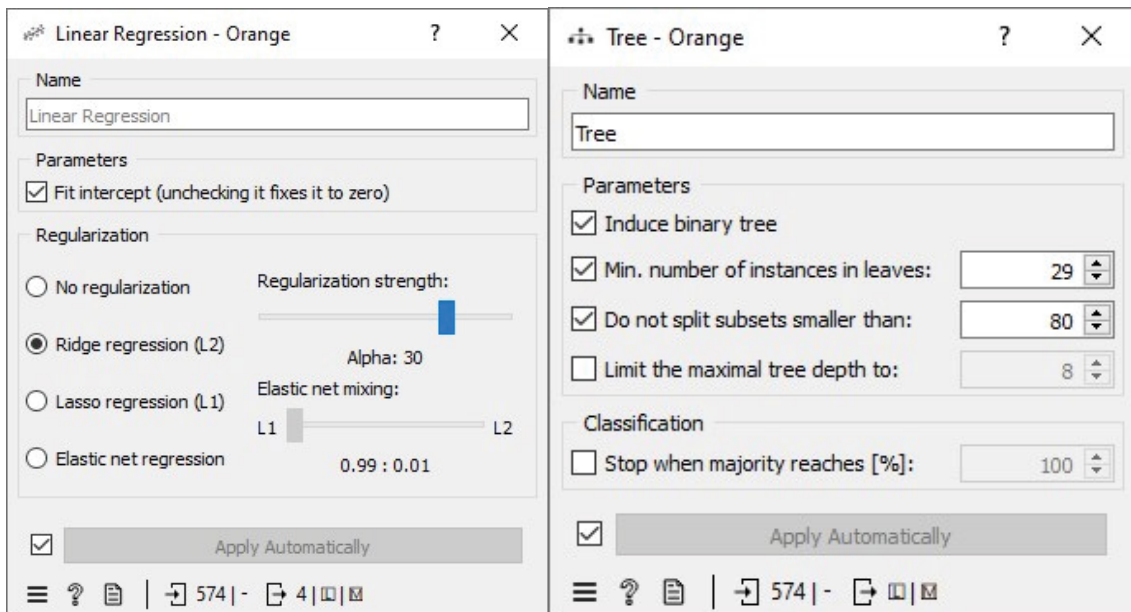 Linear Regression - Orange ? ×
Name
Linear Regression
Parameters
Fit intercept (unchecking it fixes it to zero)
Regularization
No regularization
Regularization strength:
Ridge regression (L2)
Alpha: 30
Lasso regression (L1)
Elastic net mixing:
L1 L2
Elastic net regression
0.99 : 0.01
Apply Automatically
? 574 | - 4 | L | M
Tree - Orange ? ×
Name
Tree
Parameters
Induce binary tree
Min. number of instances in leaves: 29
Do not split subsets smaller than: 80
Limit the maximal tree depth to: 8
Classification
Stop when majority reaches [%]: 100
Apply Automatically
? 574 | - L | M